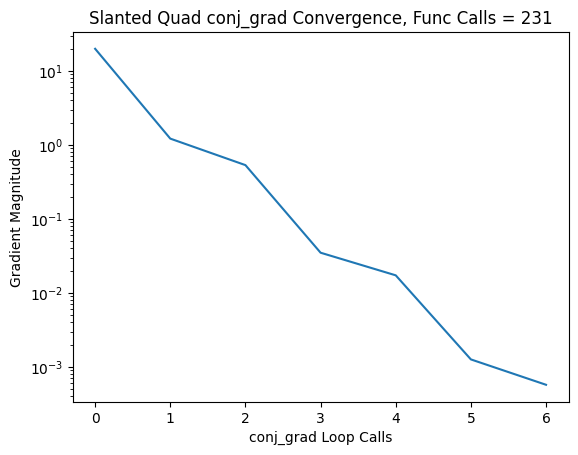 Slanted Quad conj_grad Convergence, Func Calls = 231
Gradient Magnitude
10¹
10⁰
10⁻¹
10⁻²
10⁻³
0 1 2 3 4 5 6
conj_grad Loop Calls